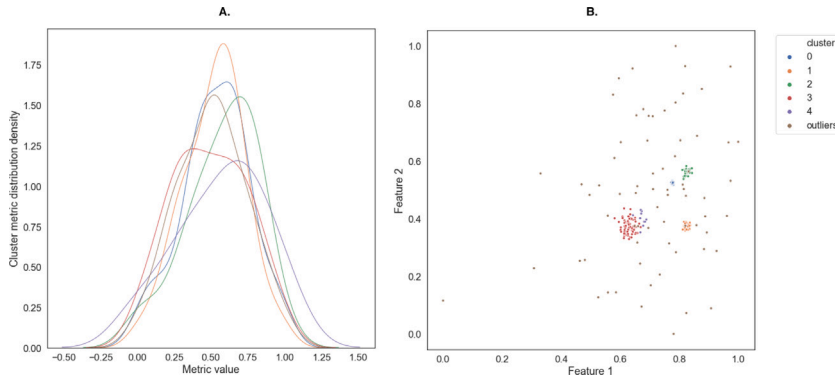 A.
B.
1.75
1.50
1.25
1.00
0.75
0.50
0.25
0.00
Cluster metric distribution density
−0.50 −0.25 0.00 0.25 0.50 0.75 1.00 1.25 1.50
Metric value
1.0
0.8
0.6
0.4
0.2
0.0
Feature 2
0.0 0.2 0.4 0.6 0.8 1.0
Feature 1
cluster
0
1
2
3
4
outliers